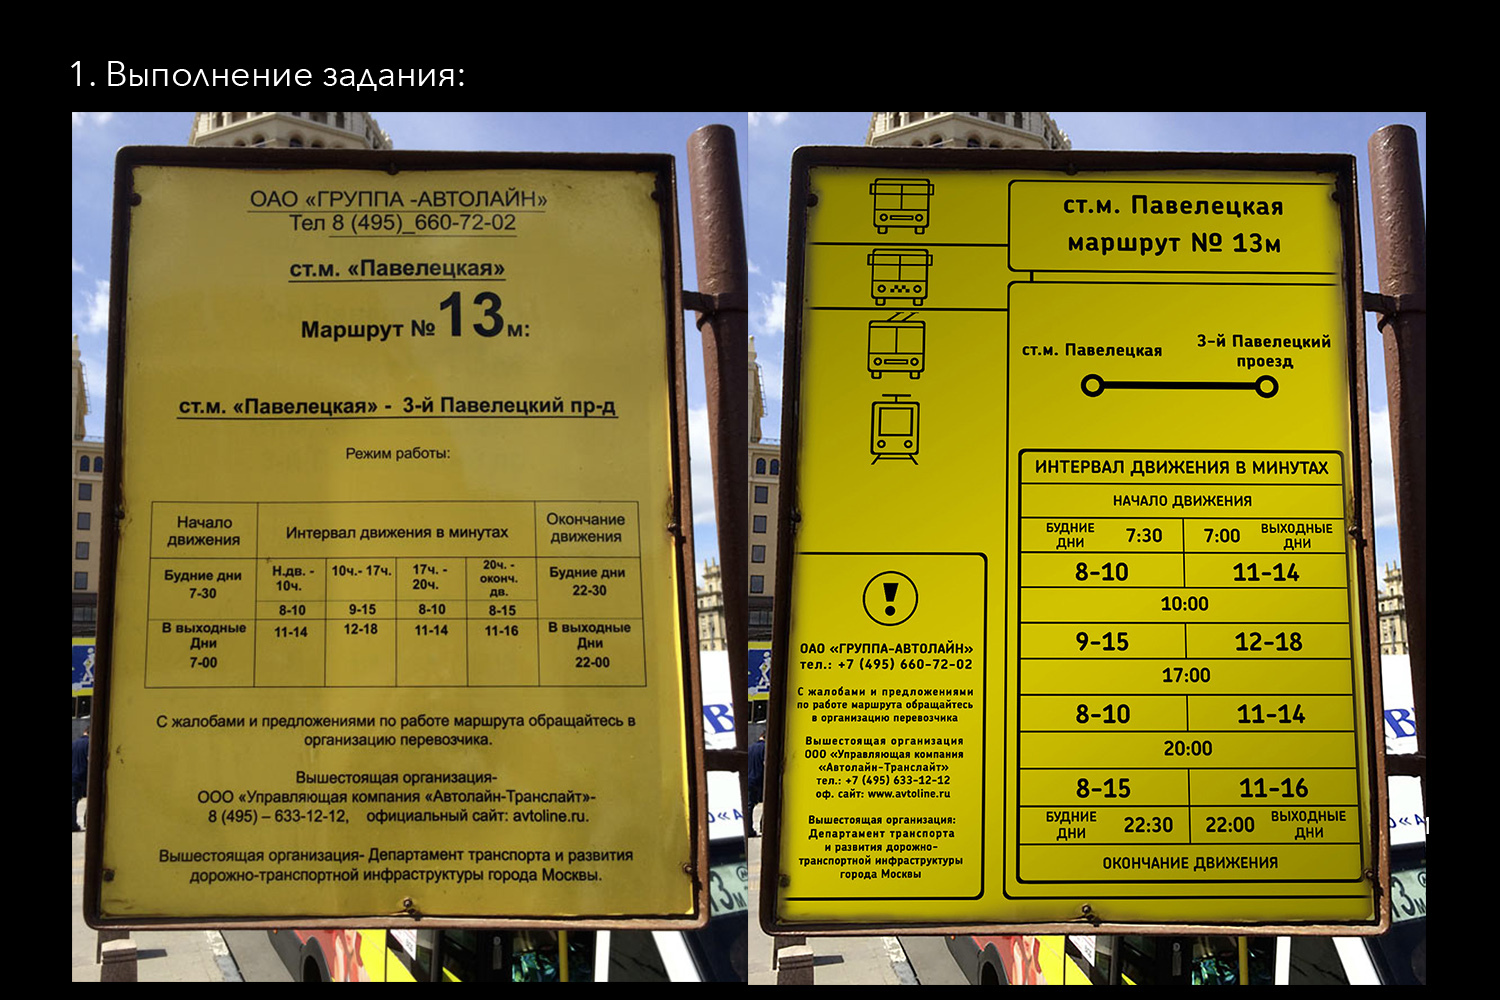 1. Выполнение задания:
ОАО «ГРУППА -АВТОЛАЙН»
Тел 8 (495)_660-72-02
ст.м. «Павелецкая»
Маршрут № 13м:
ст.м. «Павелецкая» - 3-й Павелецкий пр-д
Режим работы:
Начало движения
Интервал движения в минутах
Окончание движения
Будние дни 7-30
Н.дв. - 10ч.
10ч.- 17ч.
17ч. - 20ч.
20ч. - оконч. дв.
Будние дни 22-30
8-10 9-15 8-10 8-15
В выходные Дни 7-00
11-14 12-18 11-14 11-16
В выходные Дни 22-00
С жалобами и предложениями по работе маршрута обращайтесь в
организацию перевозчика.
Вышестоящая организация-
ООО «Управляющая компания «Автолайн-Транслайт»-
8 (495) – 633-12-12, официальный сайт: avtoline.ru.
Вышестоящая организация- Департамент транспорта и развития
дорожно-транспортной инфраструктуры города Москвы.
ст.м. Павелецкая
маршрут № 13м
ст.м. Павелецкая
3-й Павелецкий
проезд
ИНТЕРВАЛ ДВИЖЕНИЯ В МИНУТАХ
НАЧАЛО ДВИЖЕНИЯ
БУДНИЕ ДНИ 7:30 7:00 ВЫХОДНЫЕ ДНИ
8-10 11-14
10:00
9-15 12-18
17:00
8-10 11-14
20:00
8-15 11-16
БУДНИЕ ДНИ 22:30 22:00 ВЫХОДНЫЕ ДНИ
ОКОНЧАНИЕ ДВИЖЕНИЯ
!
ОАО «ГРУППА-АВТОЛАЙН»
тел.: +7 (495) 660-72-02
С жалобами и предложениями
по работе маршрута обращайтесь
в организацию перевозчика
Вышестоящая организация
ООО «Управляющая компания
«Автолайн-Транслайт»
тел.: +7 (495) 633-12-12
оф. сайт: www.avtoline.ru
Вышестоящая организация:
Департамент транспорта
и развития дорожно-
транспортной инфраструктуры
города Москвы